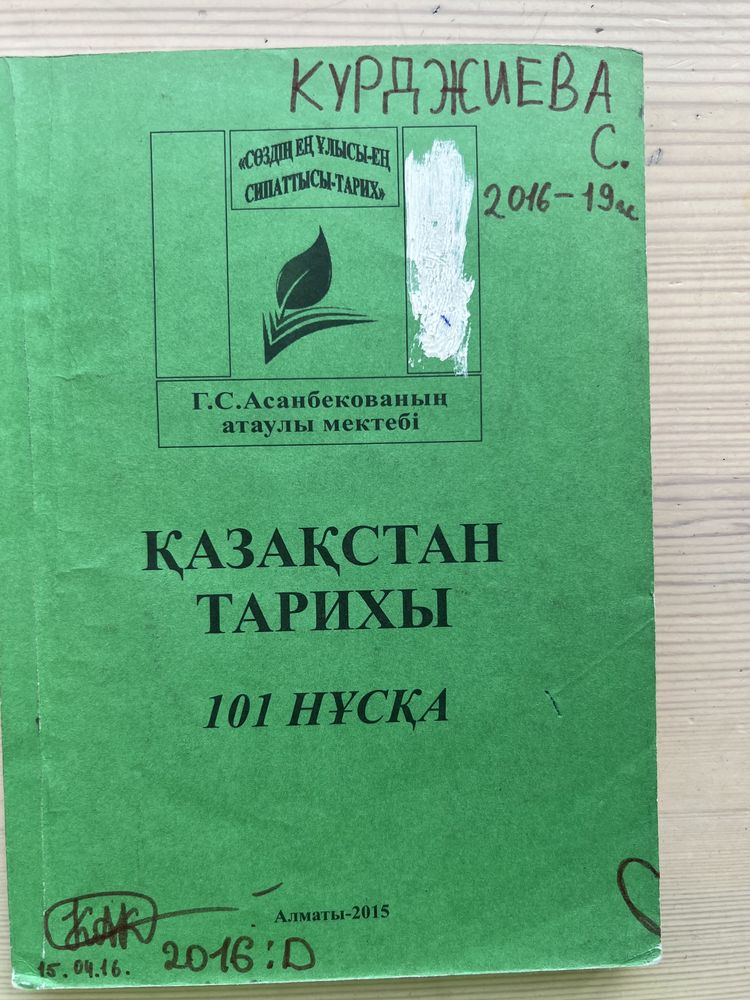 КУРДЖИЕВА
С.
2016-19
«СӨЗДІҢ ЕҢ ҰЛЫСЫ-ЕҢ
СИПАТТЫСЫ-ТАРИХ»
Г.С.Асанбекованың
атаулы мектебі
ҚАЗАҚСТАН
ТАРИХЫ
101 НҰСҚА
Алматы-2015
15.04.16.
2016:D